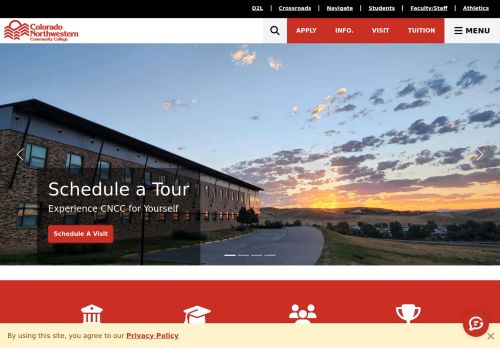 D2L | Crossroads | Navigate | Students | Faculty/Staff | Athletics
Colorado
Northwestern
Community College
APPLY INFO. VISIT TUITION MENU
Schedule a Tour
Experience CNCC for Yourself
Schedule A Visit
By using this site, you agree to our Privacy Policy